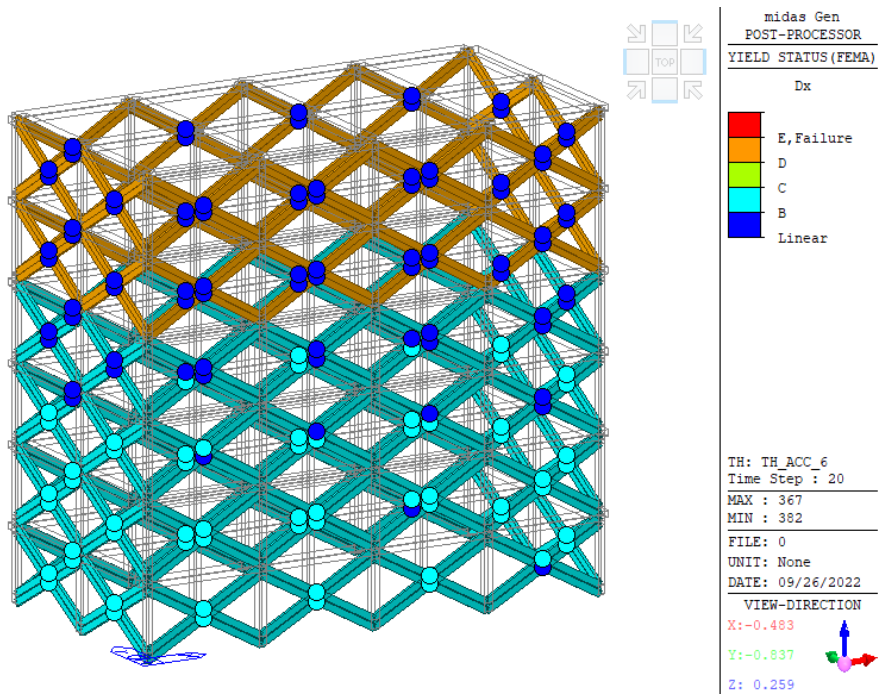 midas Gen
POST-PROCESSOR
YIELD STATUS(FEMA)
Dx
E,Failure
D
C
B
Linear
TOP
TH: TH_ACC_6
Time Step : 20
MAX : 367
MIN : 382
FILE: 0
UNIT: None
DATE: 09/26/2022
VIEW-DIRECTION
X:-0.483
Y:-0.837
Z: 0.259